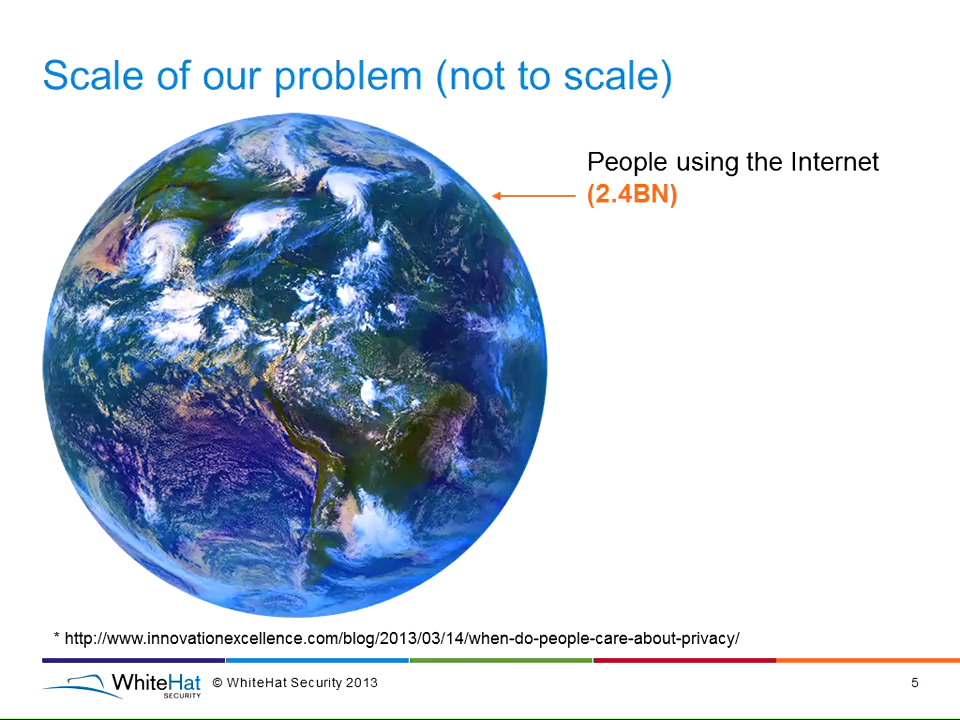 Scale of our problem (not to scale)
People using the Internet
(2.4BN)
* http://www.innovationexcellence.com/blog/2013/03/14/when-do-people-care-about-privacy/
WhiteHat
SECURITY
© WhiteHat Security 2013
5